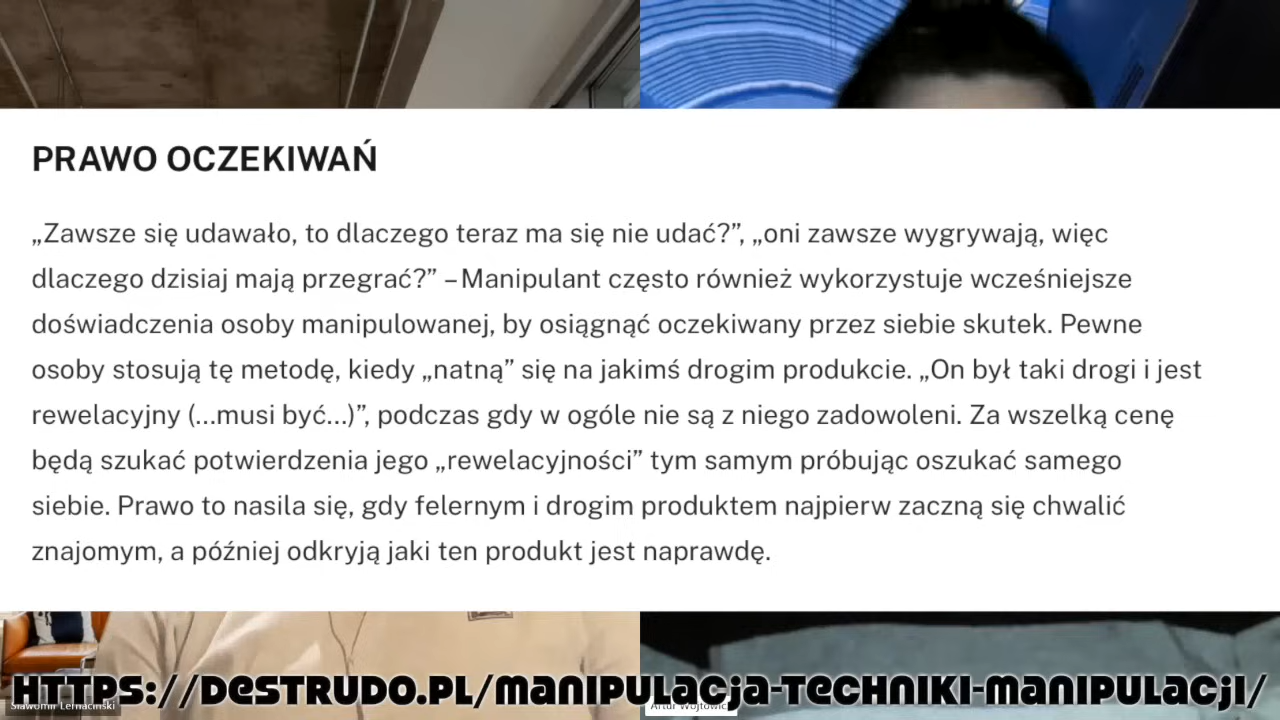 PRAWO OCZEKIWAŃ
„Zawsze się udawało, to dlaczego teraz ma się nie udać?”, „oni zawsze wygrywają, więc
dlaczego dzisiaj mają przegrać?” – Manipulant często również wykorzystuje wcześniejsze
doświadczenia osoby manipulowanej, by osiągnąć oczekiwany przez siebie skutek. Pewne
osoby stosują tę metodę, kiedy „natną” się na jakimś drogim produkcie. „On był taki drogi i jest
rewelacyjny (...musi być...)”, podczas gdy w ogóle nie są z niego zadowoleni. Za wszelką cenę
będą szukać potwierdzenia jego „rewelacyjności” tym samym próbując oszukać samego
siebie. Prawo to nasila się, gdy felernym i drogim produktem najpierw zaczną się chwalić
znajomym, a później odkryją jaki ten produkt jest naprawdę.
HTTPS://DESTRUDO.PL/MANIPULACJA-TECHNIKI-MANIPULACJI/
Sławomir Lernaciński
Artur Wójtowicz